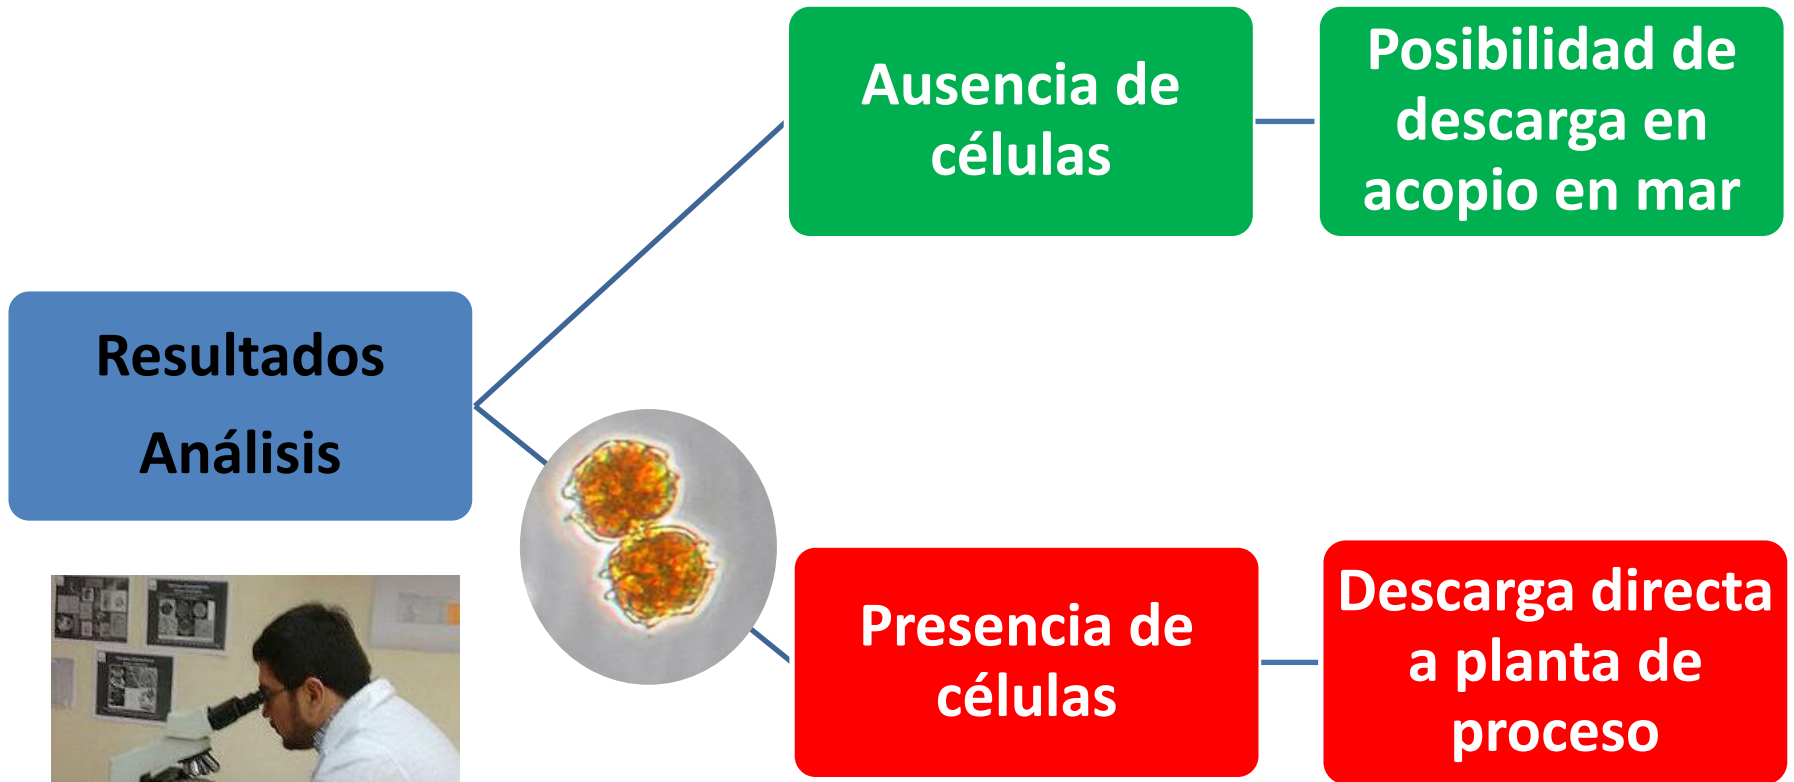 Resultados
Análisis
Ausencia de
células
Posibilidad de
descarga en
acopio en mar
Presencia de
células
Descarga directa
a planta de
proceso